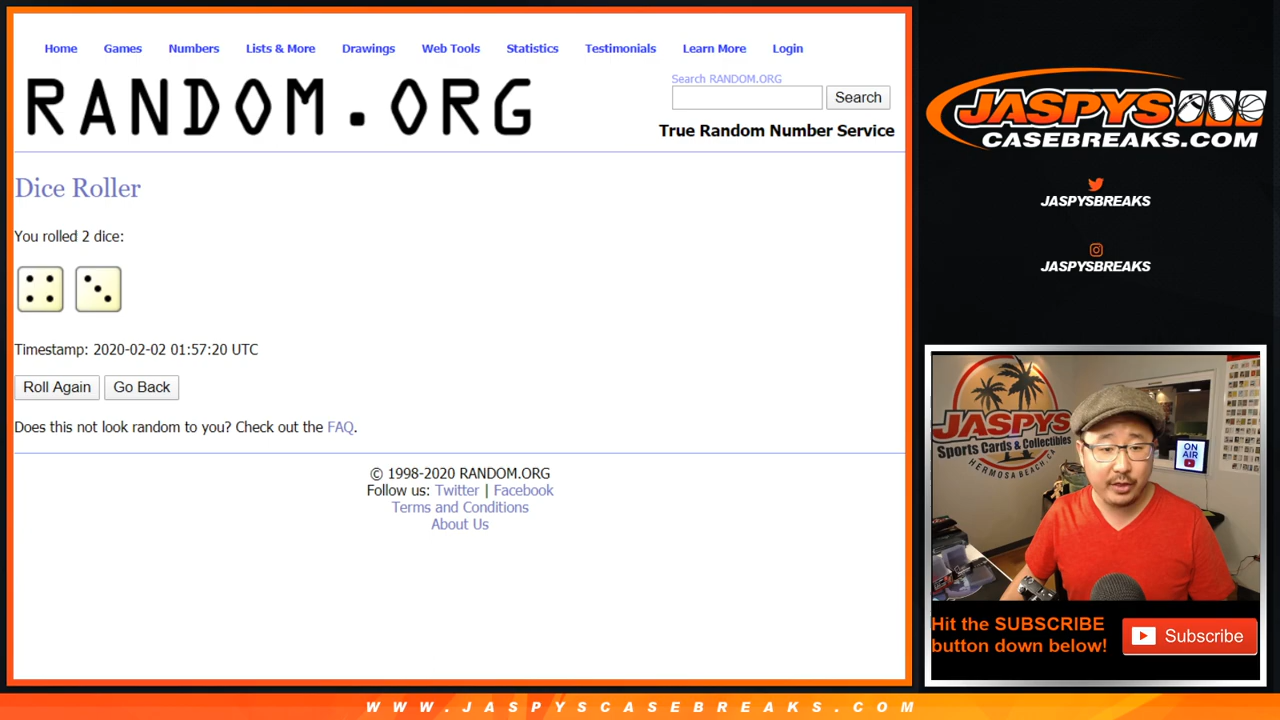 Home Games Numbers Lists & More Drawings Web Tools Statistics Testimonials Learn More Login
RANDOM.ORG
Search RANDOM.ORG
Search
True Random Number Service
Dice Roller
You rolled 2 dice:
Timestamp: 2020-02-02 01:57:20 UTC
Roll Again Go Back
Does this not look random to you? Check out the FAQ.
© 1998-2020 RANDOM.ORG
Follow us: Twitter | Facebook
Terms and Conditions
About Us
JASPYS
CASEBREAKS.COM
JASPYSBREAKS
JASPYSBREAKS
JASPYS
Sports Cards & Collectibles
HERMOSA BEACH, CA
ON
AIR
Hit the SUBSCRIBE
button down below!
Subscribe
WWW.JASPYSCASEBREAKS.COM